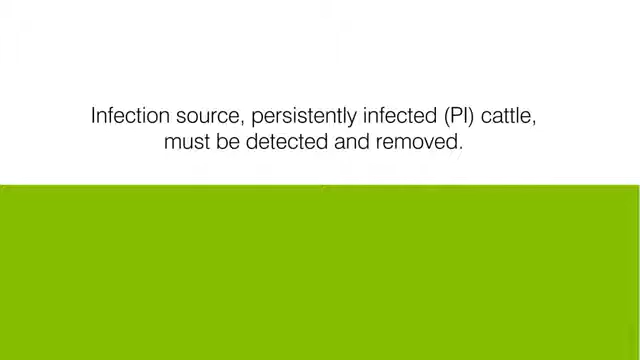 Infection source, persistently infected (PI) cattle,
must be detected and removed.